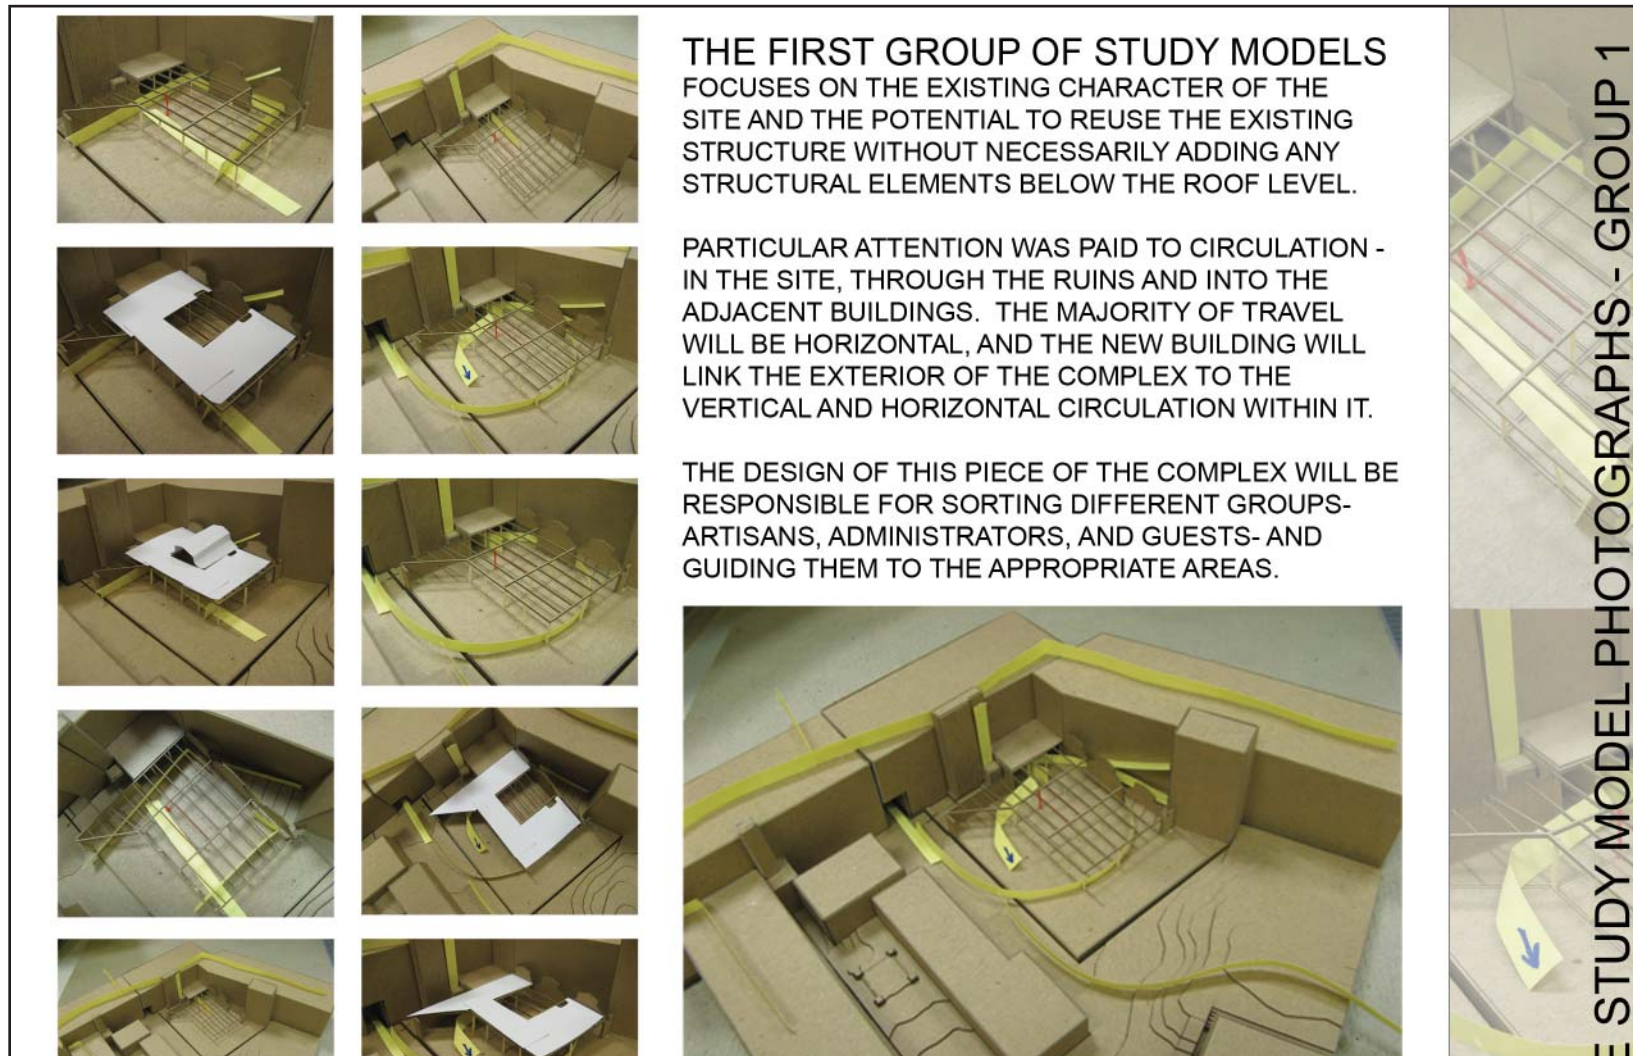 THE FIRST GROUP OF STUDY MODELS
FOCUSES ON THE EXISTING CHARACTER OF THE
SITE AND THE POTENTIAL TO REUSE THE EXISTING
STRUCTURE WITHOUT NECESSARILY ADDING ANY
STRUCTURAL ELEMENTS BELOW THE ROOF LEVEL.
PARTICULAR ATTENTION WAS PAID TO CIRCULATION -
IN THE SITE, THROUGH THE RUINS AND INTO THE
ADJACENT BUILDINGS.  THE MAJORITY OF TRAVEL
WILL BE HORIZONTAL, AND THE NEW BUILDING WILL
LINK THE EXTERIOR OF THE COMPLEX TO THE
VERTICAL AND HORIZONTAL CIRCULATION WITHIN IT.
THE DESIGN OF THIS PIECE OF THE COMPLEX WILL BE
RESPONSIBLE FOR SORTING DIFFERENT GROUPS-
ARTISANS, ADMINISTRATORS, AND GUESTS- AND
GUIDING THEM TO THE APPROPRIATE AREAS.
STUDY MODEL PHOTOGRAPHS - GROUP 1